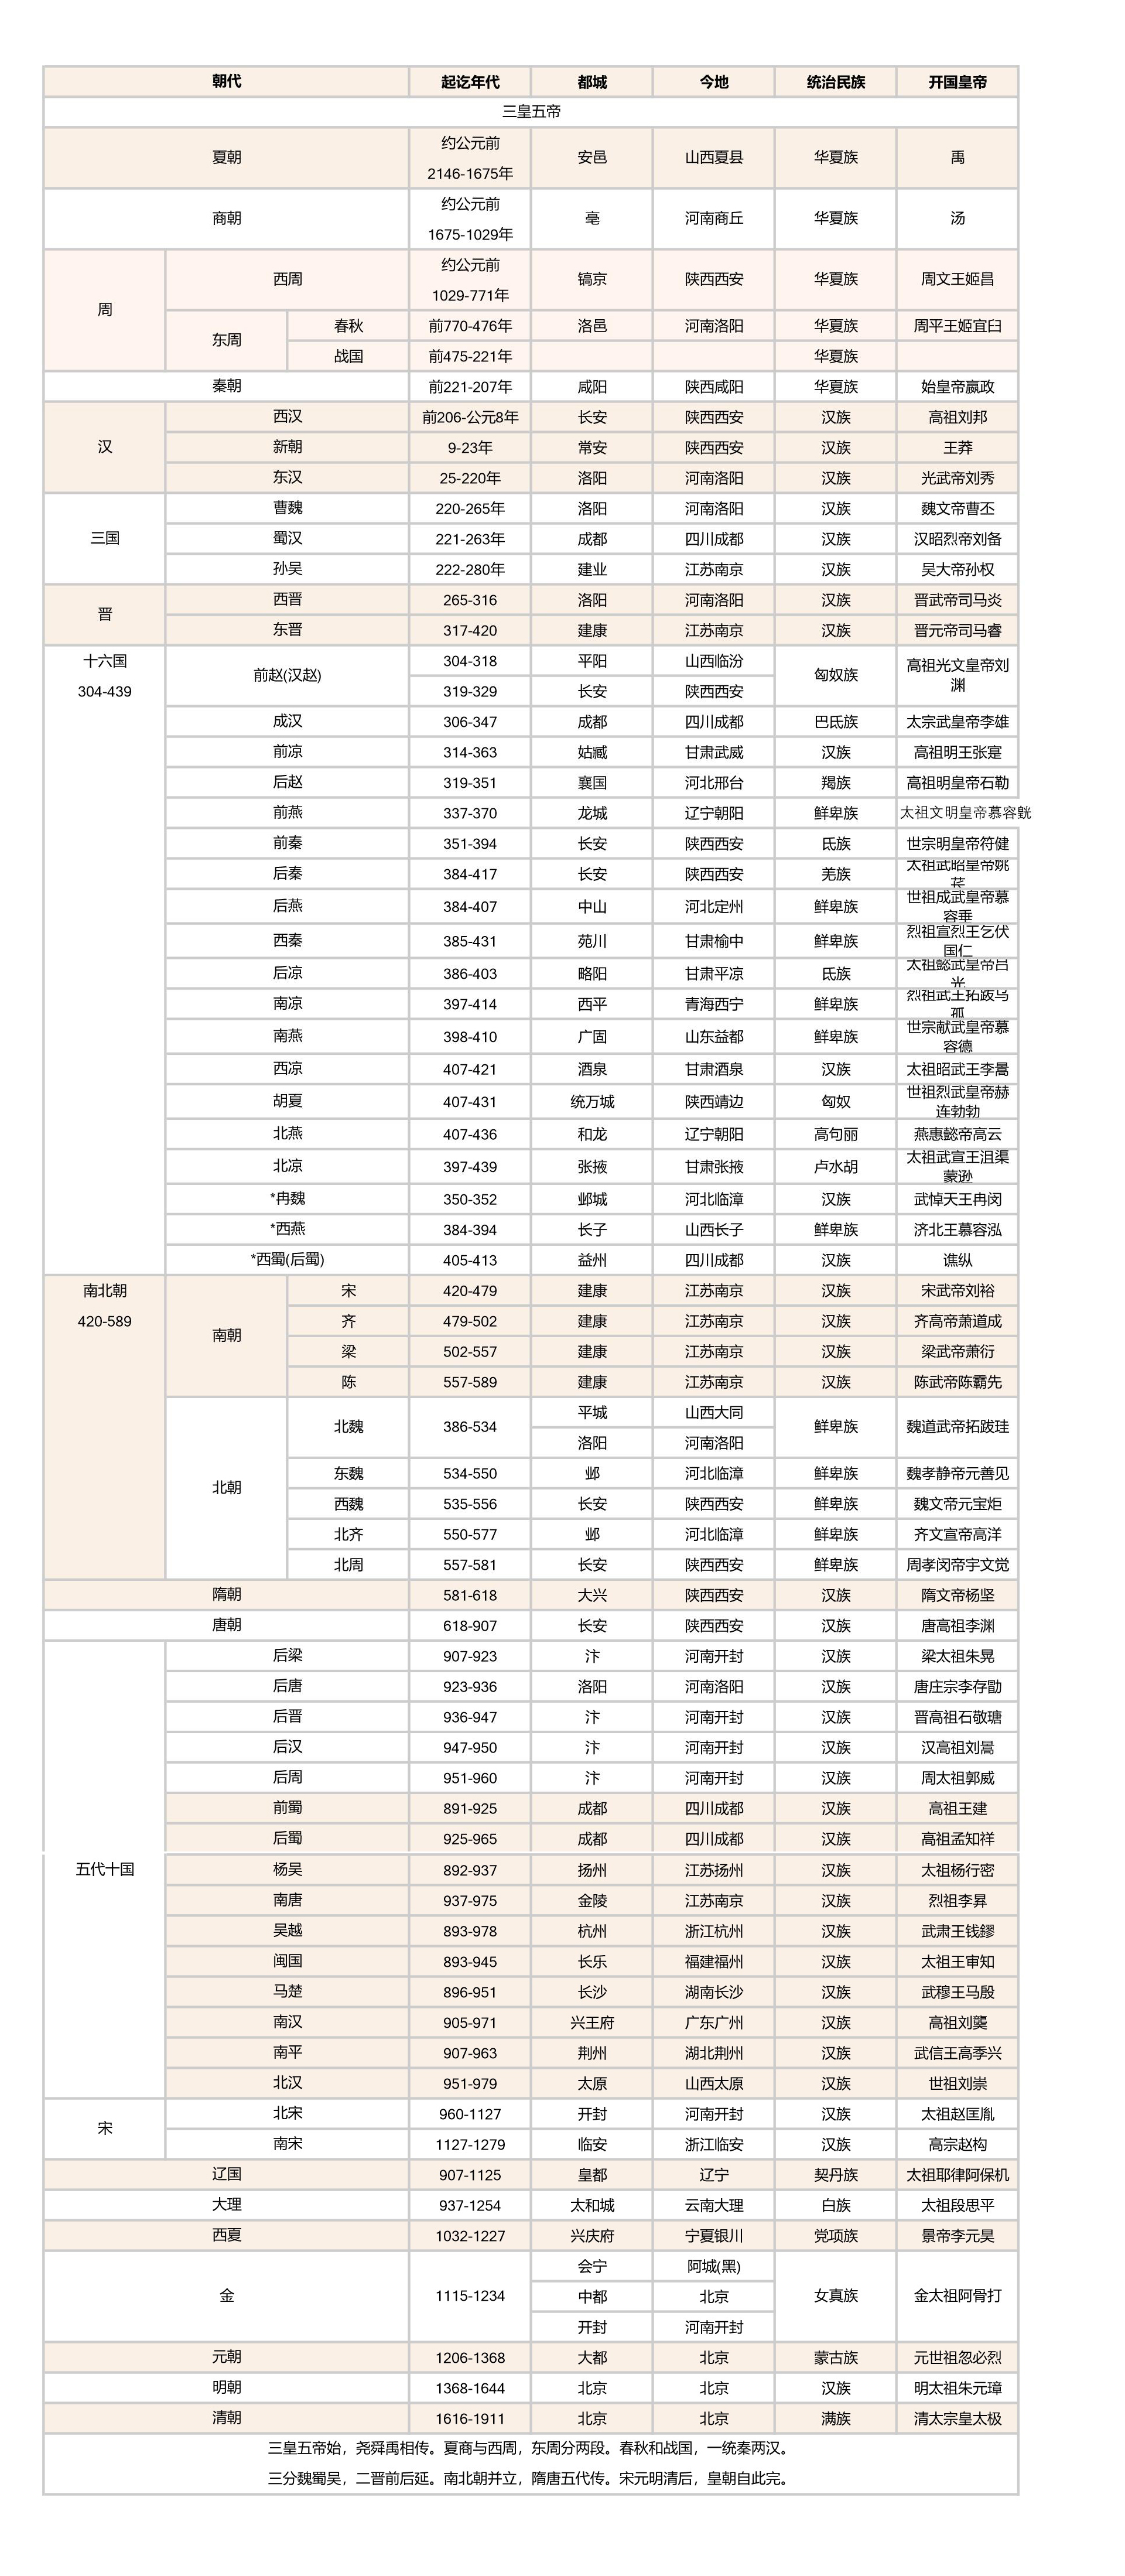 朝代 起迄年代 都城 今地 统治民族 开国皇帝
三皇五帝
夏朝 约公元前 2146-1675年 安邑 山西夏县 华夏族 禹
商朝 约公元前 1675-1029年 亳 河南商丘 华夏族 汤
周 西周 约公元前 1029-771年 镐京 陕西西安 华夏族 周文王姬昌
东周 春秋 前770-476年 洛邑 河南洛阳 华夏族 周平王姬宜臼
战国 前475-221年 华夏族
秦朝 前221-207年 咸阳 陕西咸阳 华夏族 始皇帝嬴政
汉 西汉 前206-公元8年 长安 陕西西安 汉族 高祖刘邦
新朝 9-23年 常安 陕西西安 汉族 王莽
东汉 25-220年 洛阳 河南洛阳 汉族 光武帝刘秀
三国 曹魏 220-265年 洛阳 河南洛阳 汉族 魏文帝曹丕
蜀汉 221-263年 成都 四川成都 汉族 汉昭烈帝刘备
孙吴 222-280年 建业 江苏南京 汉族 吴大帝孙权
晋 西晋 265-316 洛阳 河南洛阳 汉族 晋武帝司马炎
东晋 317-420 建康 江苏南京 汉族 晋元帝司马睿
十六国 304-439 前赵(汉赵) 304-318 平阳 山西临汾 匈奴族 高祖光文皇帝刘渊
319-329 长安 陕西西安
成汉 306-347 成都 四川成都 巴氐族 太宗武皇帝李雄
前凉 314-363 姑臧 甘肃武威 汉族 高祖明王张寔
后赵 319-351 襄国 河北邢台 羯族 高祖明皇帝石勒
前燕 337-370 龙城 辽宁朝阳 鲜卑族 太祖文明皇帝慕容皝
前秦 351-394 长安 陕西西安 氐族 世宗明皇帝符健
后秦 384-417 长安 陕西西安 羌族 太祖武昭皇帝姚苌
后燕 384-407 中山 河北定州 鲜卑族 世祖成武皇帝慕容垂
西秦 385-431 苑川 甘肃榆中 鲜卑族 烈祖宣烈王乞伏国仁
后凉 386-403 略阳 甘肃平凉 氐族 太祖懿武皇帝吕光
南凉 397-414 西平 青海西宁 鲜卑族 烈祖武王拓跋乌孤
南燕 398-410 广固 山东益都 鲜卑族 世宗献武皇帝慕容德
西凉 407-421 酒泉 甘肃酒泉 汉族 太祖昭武王李暠
胡夏 407-431 统万城 陕西靖边 匈奴 世祖烈武皇帝赫连勃勃
北燕 407-436 和龙 辽宁朝阳 高句丽 燕惠懿帝高云
北凉 397-439 张掖 甘肃张掖 卢水胡 太祖武宣王沮渠蒙逊
*冉魏 350-352 邺城 河北临漳 汉族 武悼天王冉闵
*西燕 384-394 长子 山西长子 鲜卑族 济北王慕容泓
*西蜀(后蜀) 405-413 益州 四川成都 汉族 谯纵
南北朝 420-589 南朝 宋 420-479 建康 江苏南京 汉族 宋武帝刘裕
齐 479-502 建康 江苏南京 汉族 齐高帝萧道成
梁 502-557 建康 江苏南京 汉族 梁武帝萧衍
陈 557-589 建康 江苏南京 汉族 陈武帝陈霸先
北朝 北魏 386-534 平城 山西大同 鲜卑族 魏道武帝拓跋珪
洛阳 河南洛阳
东魏 534-550 邺 河北临漳 鲜卑族 魏孝静帝元善见
西魏 535-556 长安 陕西西安 鲜卑族 魏文帝元宝炬
北齐 550-577 邺 河北临漳 鲜卑族 齐文宣帝高洋
北周 557-581 长安 陕西西安 鲜卑族 周孝闵帝宇文觉
隋朝 581-618 大兴 陕西西安 汉族 隋文帝杨坚
唐朝 618-907 长安 陕西西安 汉族 唐高祖李渊
五代十国 后梁 907-923 汴 河南开封 汉族 梁太祖朱晃
后唐 923-936 洛阳 河南洛阳 汉族 唐庄宗李存勖
后晋 936-947 汴 河南开封 汉族 晋高祖石敬瑭
后汉 947-950 汴 河南开封 汉族 汉高祖刘暠
后周 951-960 汴 河南开封 汉族 周太祖郭威
前蜀 891-925 成都 四川成都 汉族 高祖王建
后蜀 925-965 成都 四川成都 汉族 高祖孟知祥
杨吴 892-937 扬州 江苏扬州 汉族 太祖杨行密
南唐 937-975 金陵 江苏南京 汉族 烈祖李昪
吴越 893-978 杭州 浙江杭州 汉族 武肃王钱鏐
闽国 893-945 长乐 福建福州 汉族 太祖王审知
马楚 896-951 长沙 湖南长沙 汉族 武穆王马殷
南汉 905-971 兴王府 广东广州 汉族 高祖刘龑
南平 907-963 荆州 湖北荆州 汉族 武信王高季兴
北汉 951-979 太原 山西太原 汉族 世祖刘崇
宋 北宋 960-1127 开封 河南开封 汉族 太祖赵匡胤
南宋 1127-1279 临安 浙江临安 汉族 高宗赵构
辽国 907-1125 皇都 辽宁 契丹族 太祖耶律阿保机
大理 937-1254 太和城 云南大理 白族 太祖段思平
西夏 1032-1227 兴庆府 宁夏银川 党项族 景帝李元昊
金 1115-1234 会宁 阿城(黑) 女真族 金太祖阿骨打
中都 北京
开封 河南开封
元朝 1206-1368 大都 北京 蒙古族 元世祖忽必烈
明朝 1368-1644 北京 北京 汉族 明太祖朱元璋
清朝 1616-1911 北京 北京 满族 清太宗皇太极
三皇五帝始，尧舜禹相传。夏商与西周，东周分两段。春秋和战国，一统秦两汉。
三分魏蜀吴，二晋前后延。南北朝并立，隋唐五代传。宋元明清后，皇朝自此完。